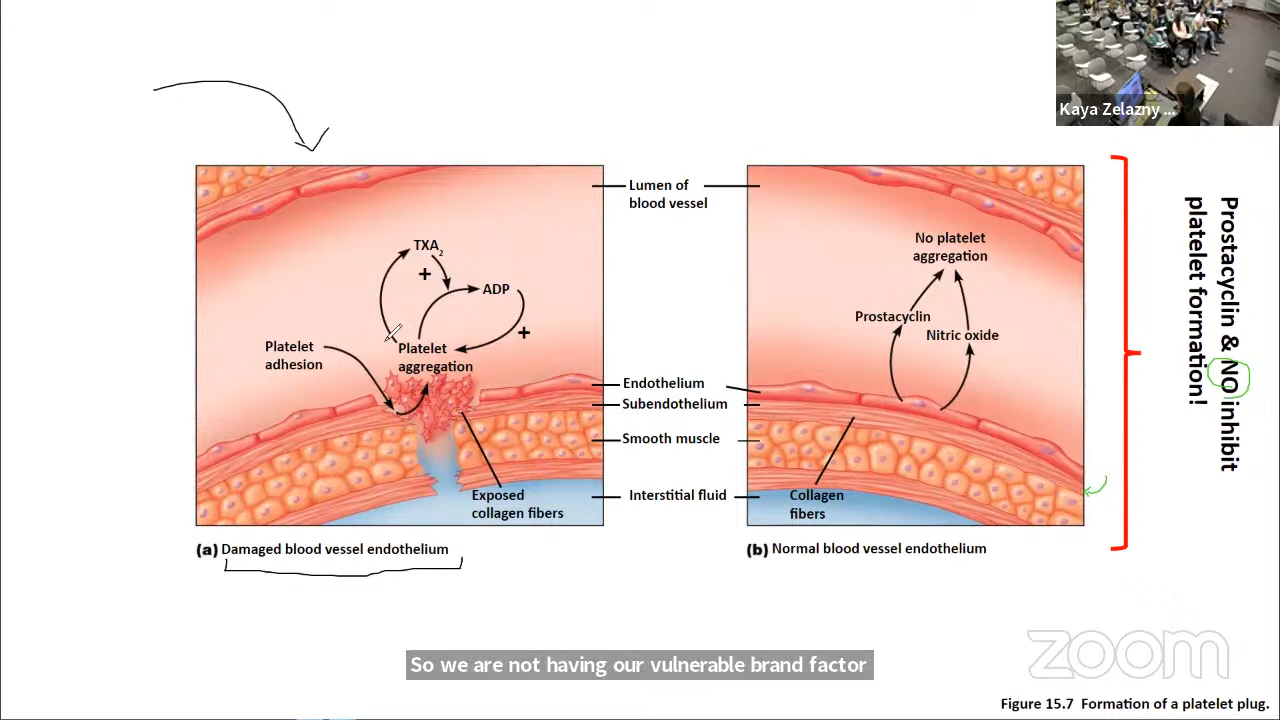 Kaya Zelazny ...
Lumen of
blood vessel
TXA2
+
ADP
+
Platelet
adhesion
Platelet
aggregation
Endothelium
Subendothelium
Smooth muscle
Interstitial fluid
Exposed
collagen fibers
(a) Damaged blood vessel endothelium
No platelet
aggregation
Prostacyclin
Nitric oxide
Collagen
fibers
(b) Normal blood vessel endothelium
Prostacyclin & NO inhibit
platelet formation!
So we are not having our vulnerable brand factor
zoom
Figure 15.7 Formation of a platelet plug.